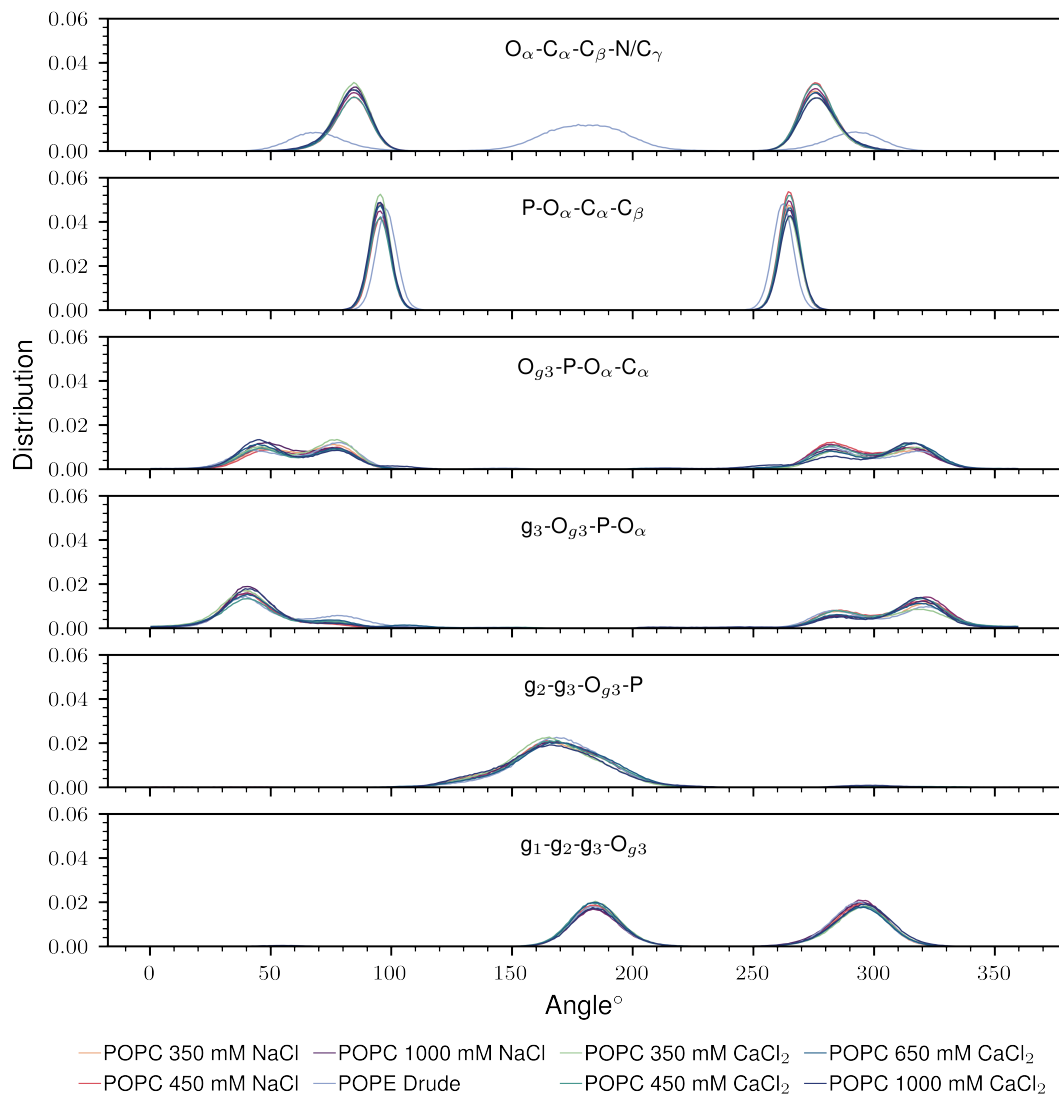 0.06
0.04
0.02
0.00
Oα-Cα-Cβ-N/Cγ
0.06
0.04
0.02
0.00
P-Oα-Cα-Cβ
0.06
0.04
0.02
0.00
Og3-P-Oα-Cα
Distribution
0.06
0.04
0.02
0.00
g3-Og3-P-Oα
0.06
0.04
0.02
0.00
g2-g3-Og3-P
0.06
0.04
0.02
0.00
g1-g2-g3-Og3
0 50 100 150 200 250 300 350
Angle°
POPC 350 mM NaCl POPC 1000 mM NaCl POPC 350 mM CaCl2 POPC 650 mM CaCl2
POPC 450 mM NaCl POPE Drude POPC 450 mM CaCl2 POPC 1000 mM CaCl2